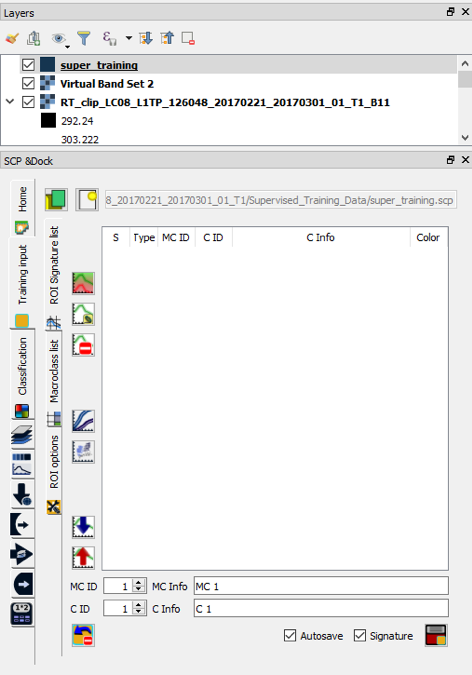 Layers
super_training
Virtual Band Set 2
RT_clip_LC08_L1TP_126048_20170221_20170301_01_T1_B11
292.24
303.222
SCP &Dock
Home
Training input
Classification
8_20170221_20170301_01_T1/Supervised_Training_Data/super_training.scp
ROI Signature list
Macroclass list
ROI options
S Type MC ID C ID C Info Color
MC ID 1 MC Info MC 1
C ID 1 C Info C 1
Autosave Signature